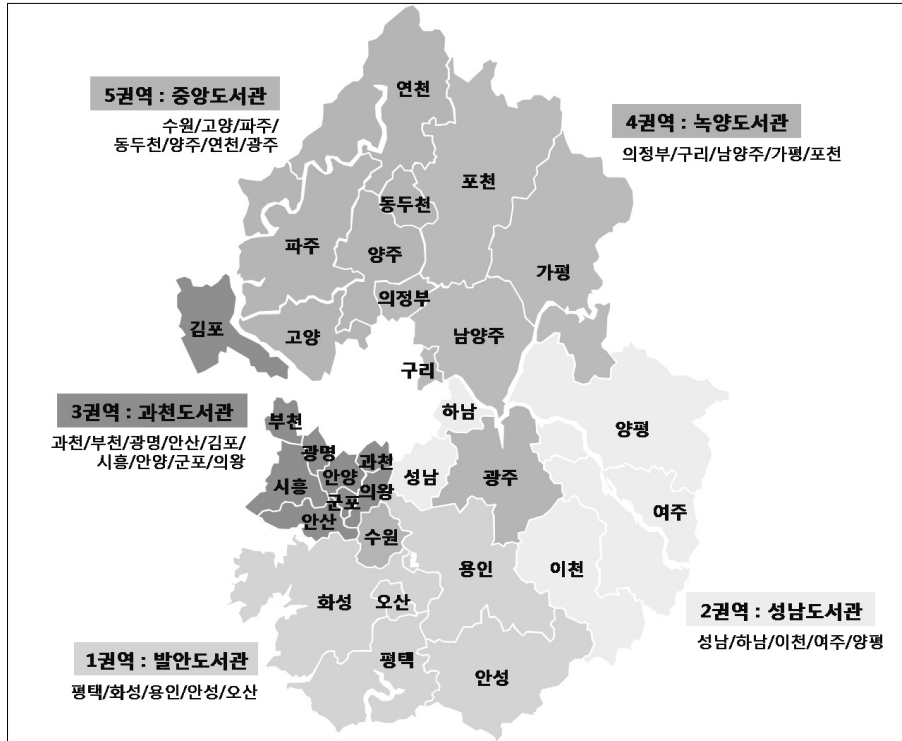 5권역 : 중앙도서관
수원/고양/파주/
동두천/양주/연천/광주
4권역 : 녹양도서관
의정부/구리/남양주/가평/포천
연천
포천
동두천
파주
양주
가평
의정부
김포
고양
남양주
구리
3권역 : 과천도서관
과천/부천/광명/안산/김포/
시흥/안양/군포/의왕
하남
부천
양평
광명
과천
안양
성남
광주
시흥
의왕
군포
여주
안산
수원
용인
이천
화성
오산
2권역 : 성남도서관
성남/하남/이천/여주/양평
1권역 : 발안도서관
평택/화성/용인/안성/오산
평택
안성